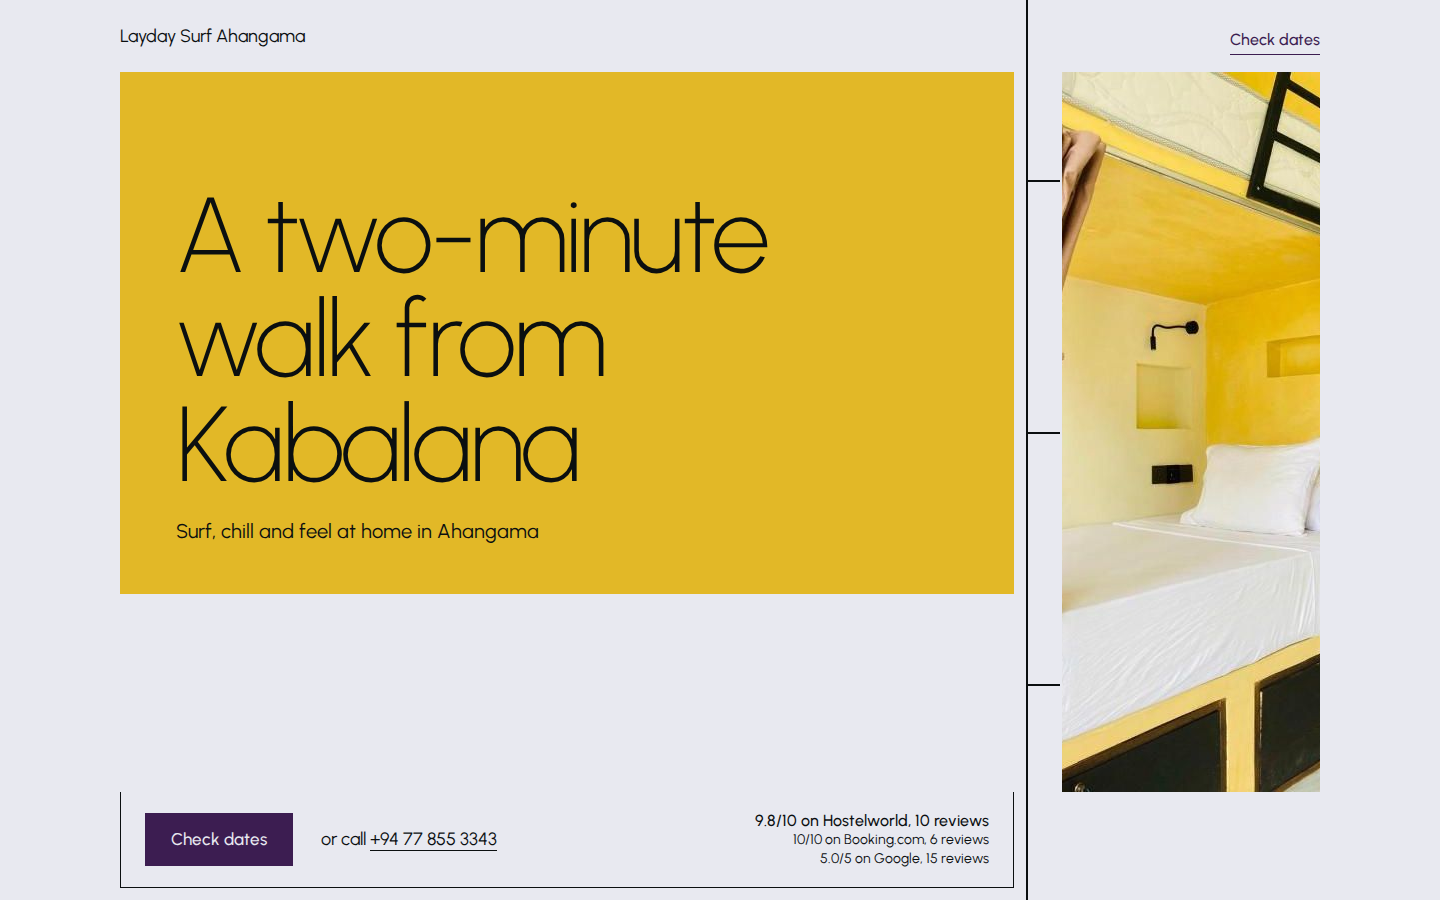 Layday Surf Ahangama
Check dates
A two-minute
walk from
Kabalana
Surf, chill and feel at home in Ahangama
Check dates
or call +94 77 855 3343
9.8/10 on Hostelworld, 10 reviews
10/10 on Booking.com, 6 reviews
5.0/5 on Google, 15 reviews